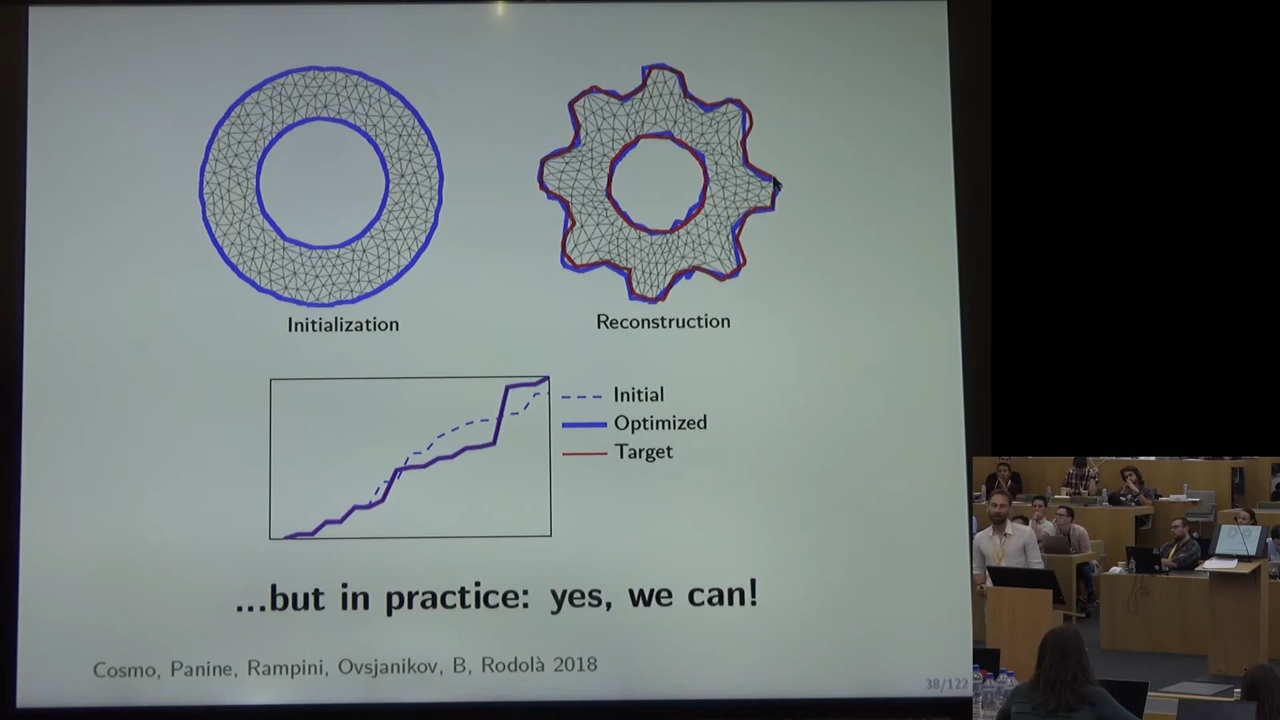 Initialization
Reconstruction
Initial
Optimized
Target
...but in practice: yes, we can!
Cosmo, Panine, Rampini, Ovsjanikov, B, Rodolà 2018
38/122